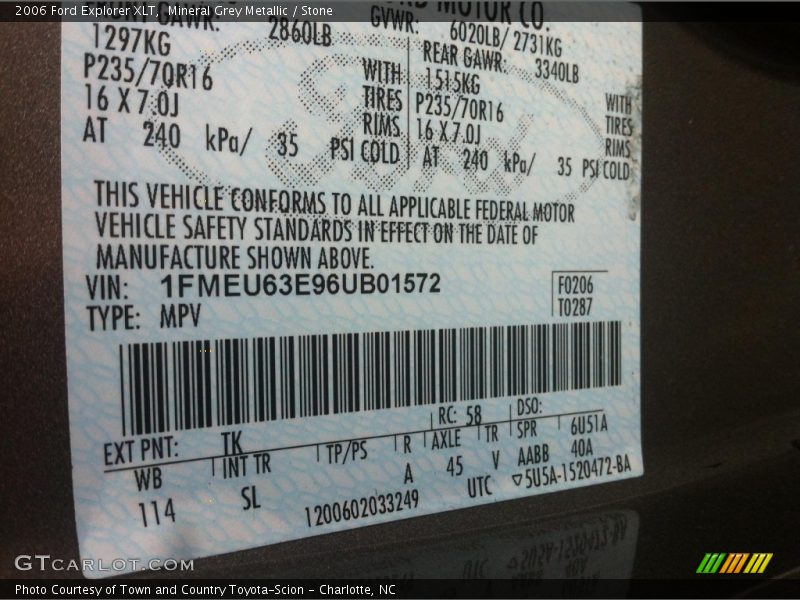 2006 Ford Explorer XLT, Mineral Grey Metallic / Stone
MOTOR CO.
GAWR: 2860LB GVWR: 6020LB/ 2731KG
1297KG REAR GAWR: 3340LB
P235/70R16 WITH 1515KG WITH
16 X 7.0J TIRES P235/70R16 TIRES
RIMS 16 X 7.0J RIMS
AT 240 kPa/ 35 PSI COLD AT 240 kPa/ 35 PSI COLD
Ford
THIS VEHICLE CONFORMS TO ALL APPLICABLE FEDERAL MOTOR
VEHICLE SAFETY STANDARDS IN EFFECT ON THE DATE OF
MANUFACTURE SHOWN ABOVE.
VIN: 1FMEU63E96UB01572 F0206
TYPE: MPV T0287
EXT PNT: TK RC: 58 DSO:
WB INT TR TP/PS R AXLE TR SPR 6U51A
114 SL A 45 V AABB 40A
1200602033249 UTC ▽5U5A-1520472-BA
GTCARLOT.COM
Photo Courtesy of Town and Country Toyota-Scion – Charlotte, NC